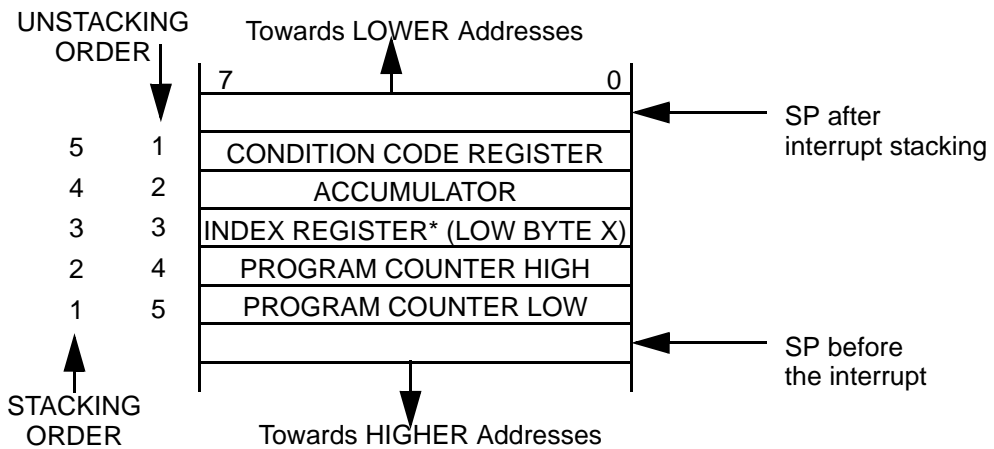 UNSTACKING
ORDER
Towards LOWER Addresses
7 0
SP after
interrupt stacking
5 1 CONDITION CODE REGISTER
4 2 ACCUMULATOR
3 3 INDEX REGISTER* (LOW BYTE X)
2 4 PROGRAM COUNTER HIGH
1 5 PROGRAM COUNTER LOW
SP before
the interrupt
STACKING
ORDER
Towards HIGHER Addresses